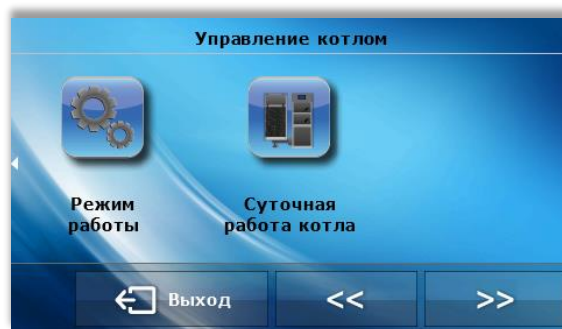 Управление котлом
Режим
работы
Суточная
работа котла
Выход
<<
>>